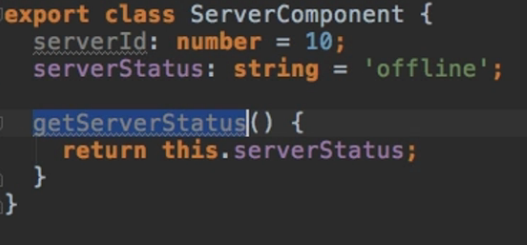 export class ServerComponent {
serverId: number = 10;
serverStatus: string = 'offline';
getServerStatus() {
return this.serverStatus;
}
}